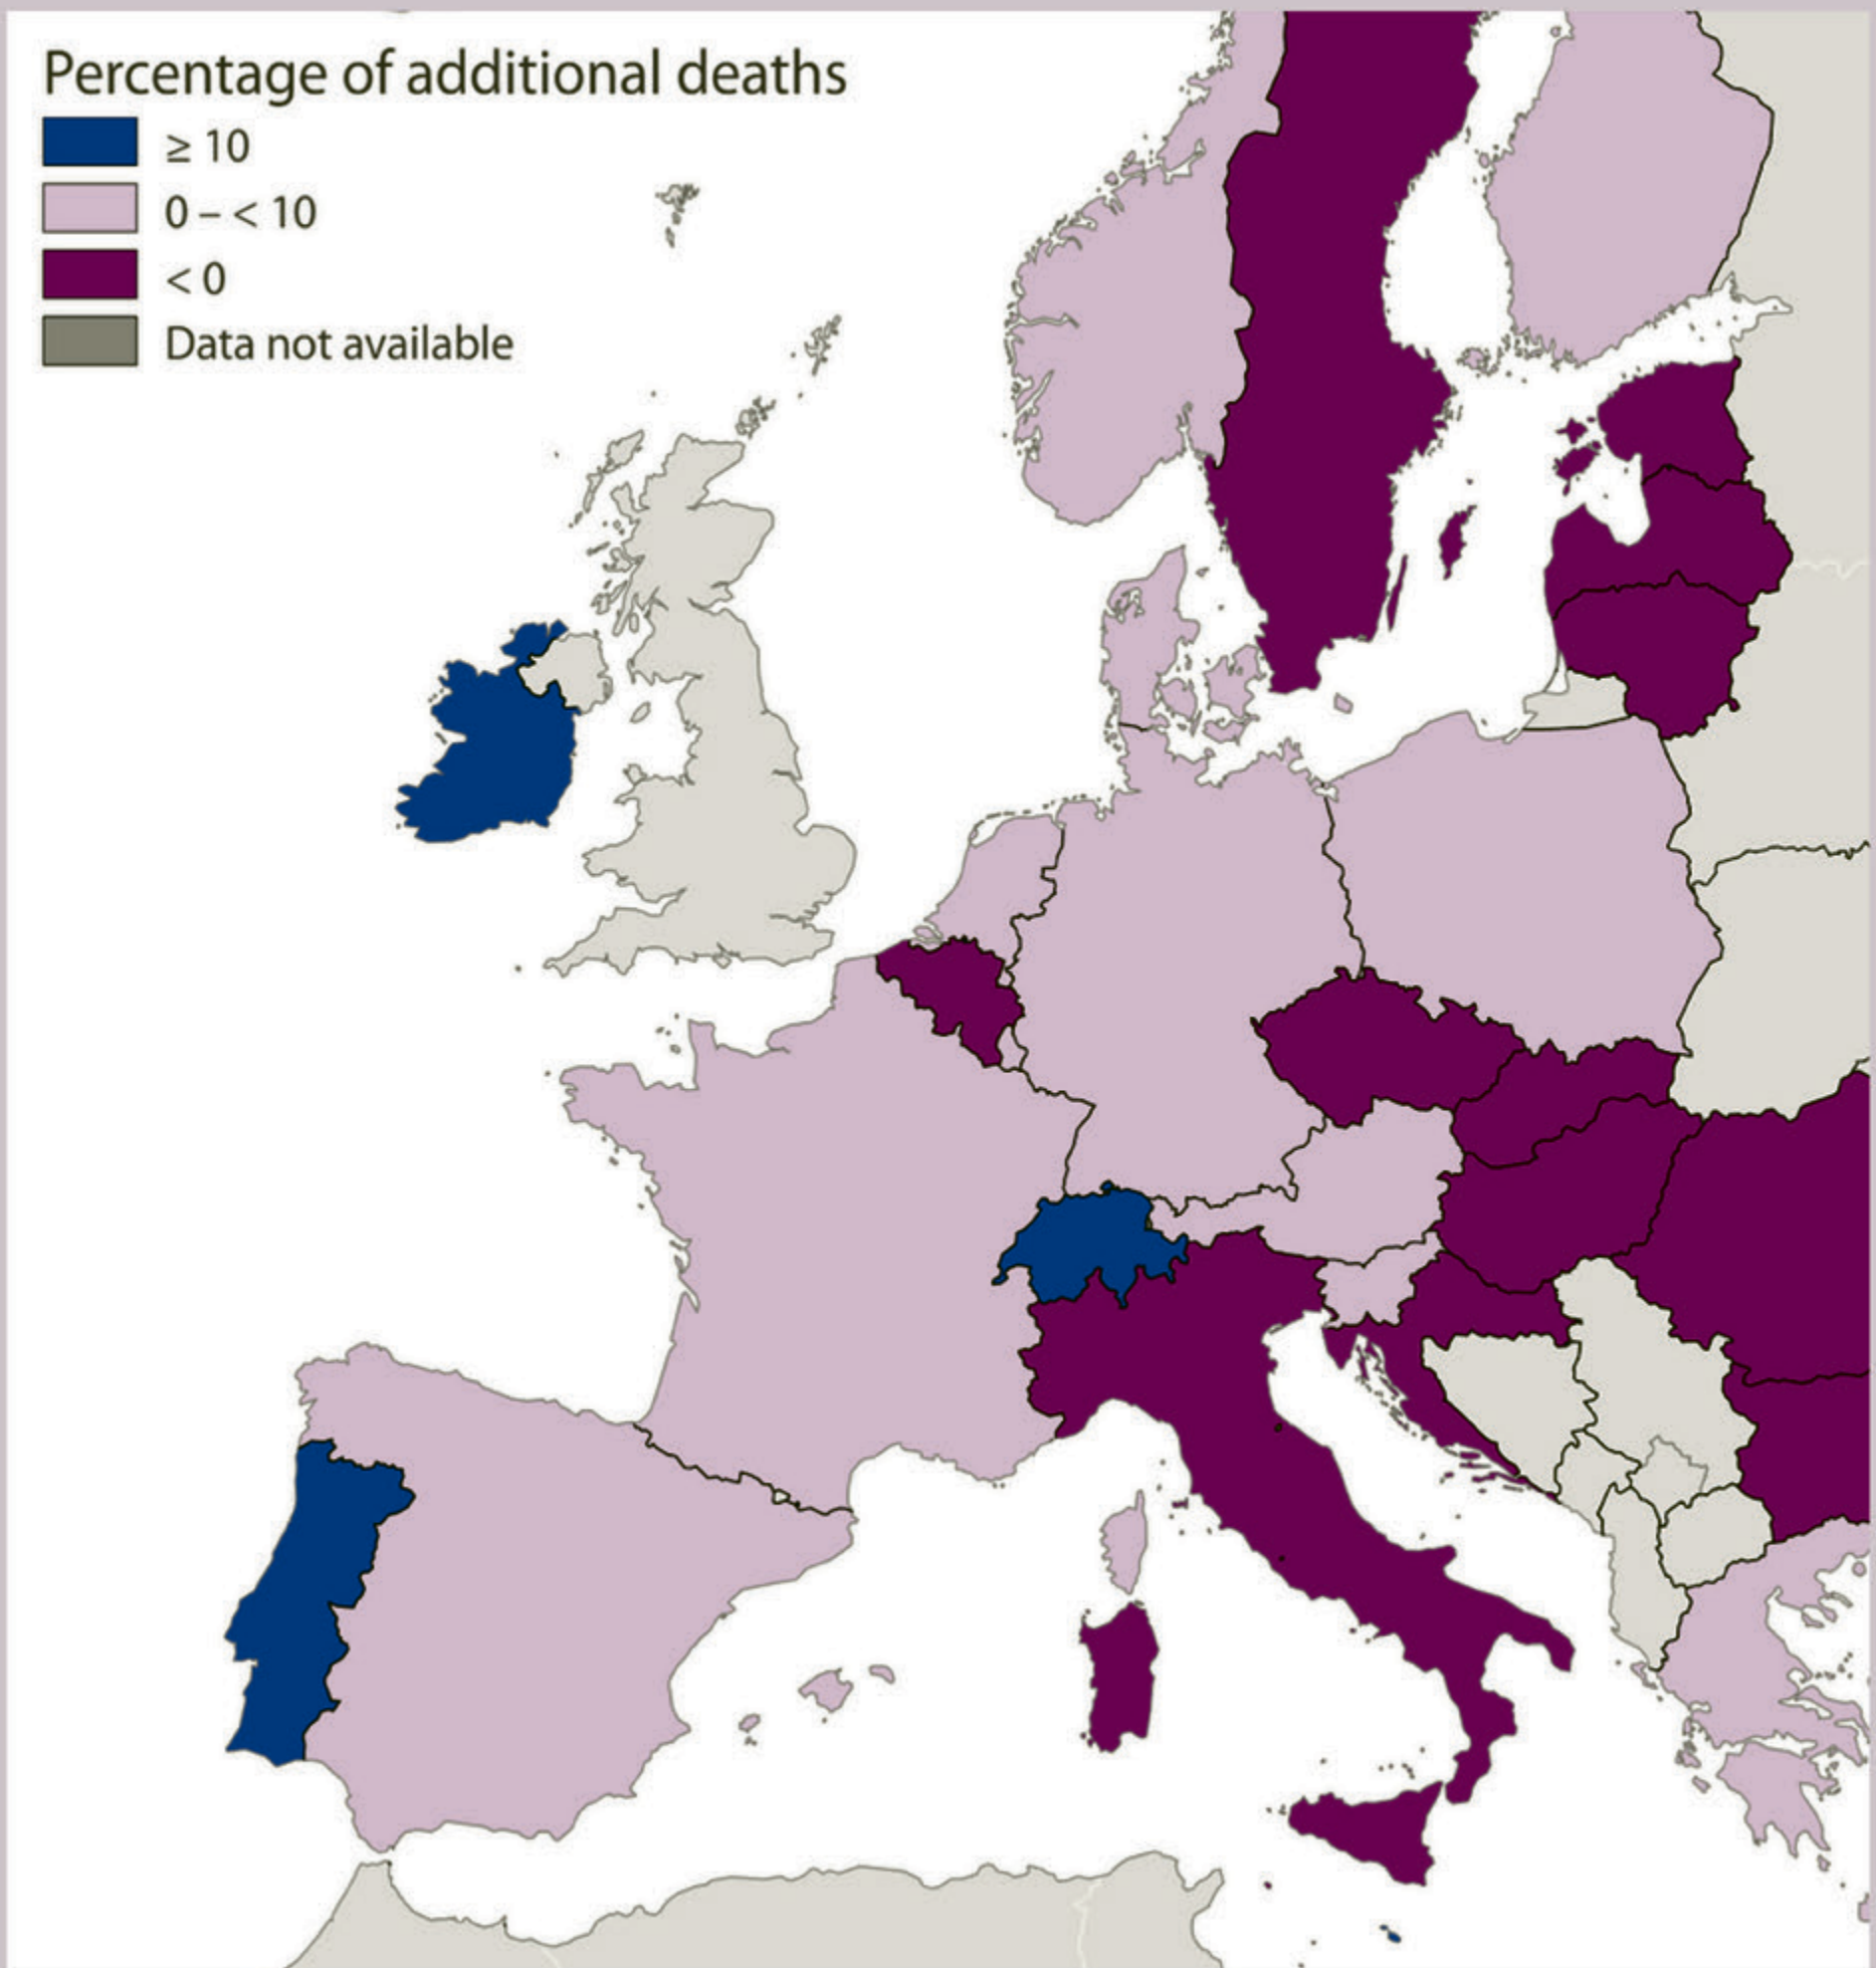 Percentage of additional deaths
≥ 10
0 – < 10
< 0
Data not available